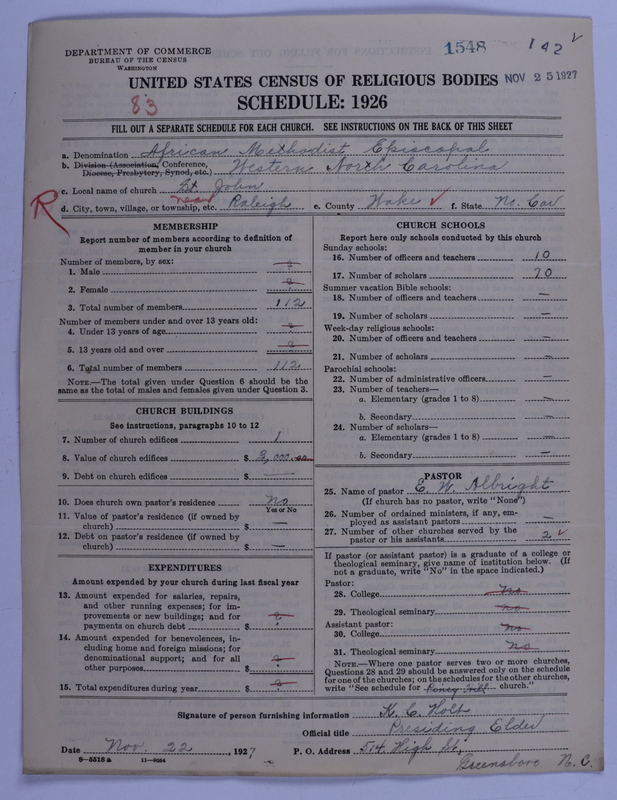 DEPARTMENT OF COMMERCE
BUREAU OF THE CENSUS
WASHINGTON
1548
142 ✓
UNITED STATES CENSUS OF RELIGIOUS BODIES
NOV 25 1927
83
SCHEDULE: 1926
FILL OUT A SEPARATE SCHEDULE FOR EACH CHURCH. SEE INSTRUCTIONS ON THE BACK OF THIS SHEET
a. Denomination African Methodist Episcopal
b. Division (Association, Conference,
Diocese, Presbytery, Synod, etc.) Western North Carolina
c. Local name of church St John
R
near
d. City, town, village, or township, etc. Raleigh e. County Wake ✓ f. State No. Car
MEMBERSHIP
Report number of members according to definition of
member in your church
Number of members, by sex:
1. Male ?
2. Female ?
3. Total number of members 112
Number of members under and over 13 years old:
4. Under 13 years of age ?
5. 13 years old and over ?
6. Total number of members 112
NOTE.—The total given under Question 6 should be the
same as the total of males and females given under Question 3.
CHURCH BUILDINGS
See instructions, paragraphs 10 to 12
7. Number of church edifices 1
8. Value of church edifices $ 3,000.00
9. Debt on church edifices $
10. Does church own pastor's residence No
Yes or No
11. Value of pastor's residence (if owned by
church) $ —
12. Debt on pastor's residence (if owned by
church) $ —
EXPENDITURES
Amount expended by your church during last fiscal year
13. Amount expended for salaries, repairs,
and other running expenses; for im-
provements or new buildings; and for
payments on church debt $ ?
14. Amount expended for benevolences, in-
cluding home and foreign missions; for
denominational support; and for all
other purposes $ ?
15. Total expenditures during year $ ?
CHURCH SCHOOLS
Report here only schools conducted by this church
Sunday schools:
16. Number of officers and teachers 10
17. Number of scholars 70
Summer vacation Bible schools:
18. Number of officers and teachers —
19. Number of scholars —
Week-day religious schools:
20. Number of officers and teachers —
21. Number of scholars —
Parochial schools:
22. Number of administrative officers —
23. Number of teachers—
a. Elementary (grades 1 to 8) —
b. Secondary —
24. Number of scholars—
a. Elementary (grades 1 to 8) —
b. Secondary —
PASTOR
25. Name of pastor E. W. Albright
(If church has no pastor, write "None")
26. Number of ordained ministers, if any, em-
ployed as assistant pastors —
27. Number of other churches served by the
pastor or his assistants 2 ✓
If pastor (or assistant pastor) is a graduate of a college or
theological seminary, give name of institution below. (If
not a graduate, write "No" in the space indicated.)
Pastor:
28. College No
29. Theological seminary no
Assistant pastor:
30. College no
31. Theological seminary no
NOTE.—Where one pastor serves two or more churches,
Questions 28 and 29 should be answered only on the schedule
for one of the churches; on the schedules for the other churches,
write "See schedule for Piney Hill church."
Signature of person furnishing information K. C. Holt
Official title Presiding Elder
Date Nov. 22, 1927 P. O. Address 514 High St,
Greensboro N. C.
8—5518a 11—9264